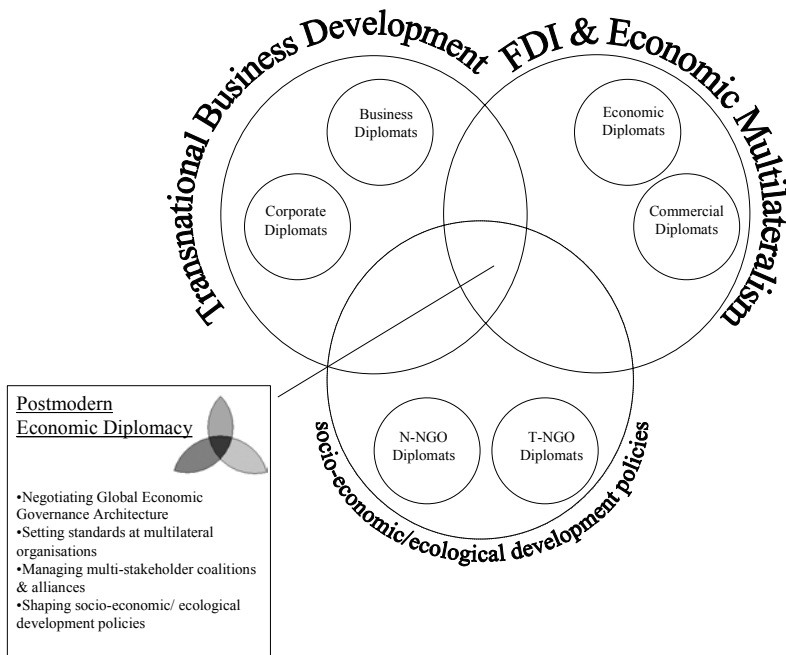 Transnational Business Development
FDI & Economic Multilateralism
Business
Diplomats
Corporate
Diplomats
Economic
Diplomats
Commercial
Diplomats
N-NGO
Diplomats
T-NGO
Diplomats
socio-economic/ecological development policies
Postmodern
Economic Diplomacy
•Negotiating Global Economic
Governance Architecture
•Setting standards at multilateral
organisations
•Managing multi-stakeholder coalitions
& alliances
•Shaping socio-economic/ ecological
development policies